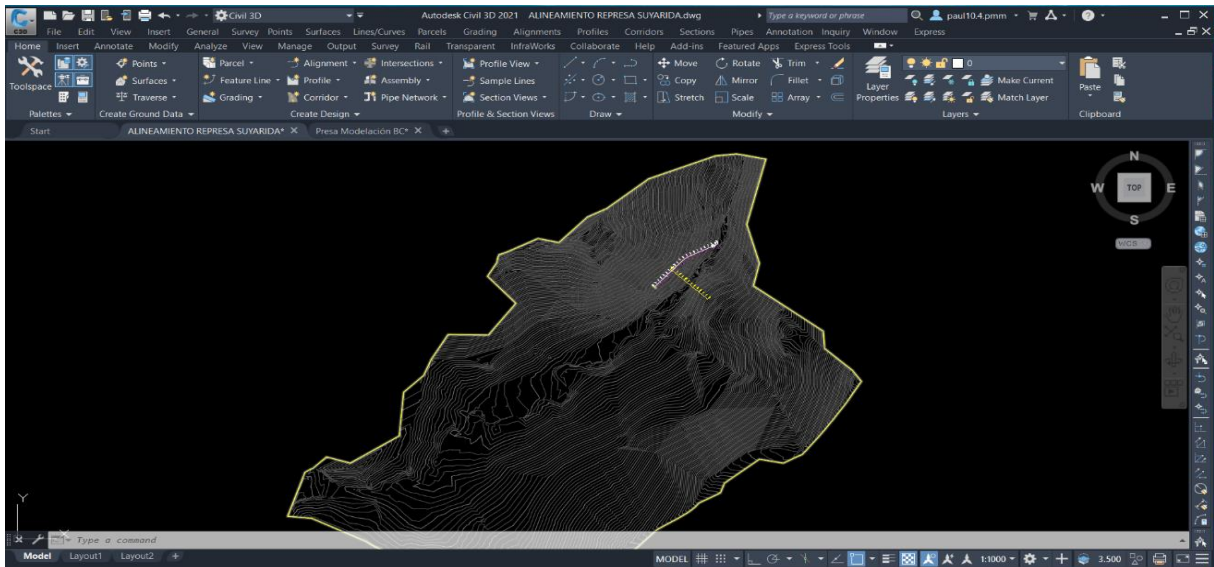 Civil 3D Autodesk Civil 3D 2021 ALINEAMIENTO REPRESA SUYARIDA.dwg Type a keyword or phrase paul10.4.pmm
C3D File Edit View Insert General Survey Points Surfaces Lines/Curves Parcels Grading Alignments Profiles Corridors Sections Pipes Annotation Inquiry Window Express
Home Insert Annotate Modify Analyze View Manage Output Survey Rail Transparent InfraWorks Collaborate Help Add-ins Featured Apps Express Tools
Points Parcel Alignment Intersections Profile View Move Rotate Trim 0
Toolspace Surfaces Feature Line Profile Assembly Sample Lines Copy Mirror Fillet Layer Properties Make Current Paste
Traverse Grading Corridor Pipe Network Section Views Stretch Scale Array Match Layer
Palettes Create Ground Data Create Design Profile & Section Views Draw Modify Layers Clipboard
Start ALINEAMIENTO REPRESA SUYARIDA* Presa Modelación BC*
N
W TOP E
S
WCS
Y
Type a command
Model Layout1 Layout2 MODEL 1:1000 3.500